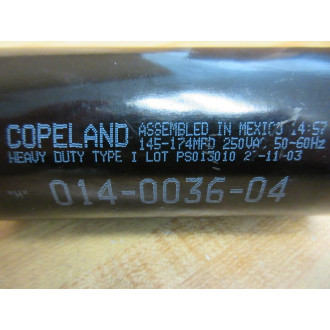 COPELAND ASSEMBLED IN MEXICO 14:57
145-174MFD 250VAC 50-60Hz
HEAVY DUTY TYPE I LOT PS013010
"H" 014-0036-04